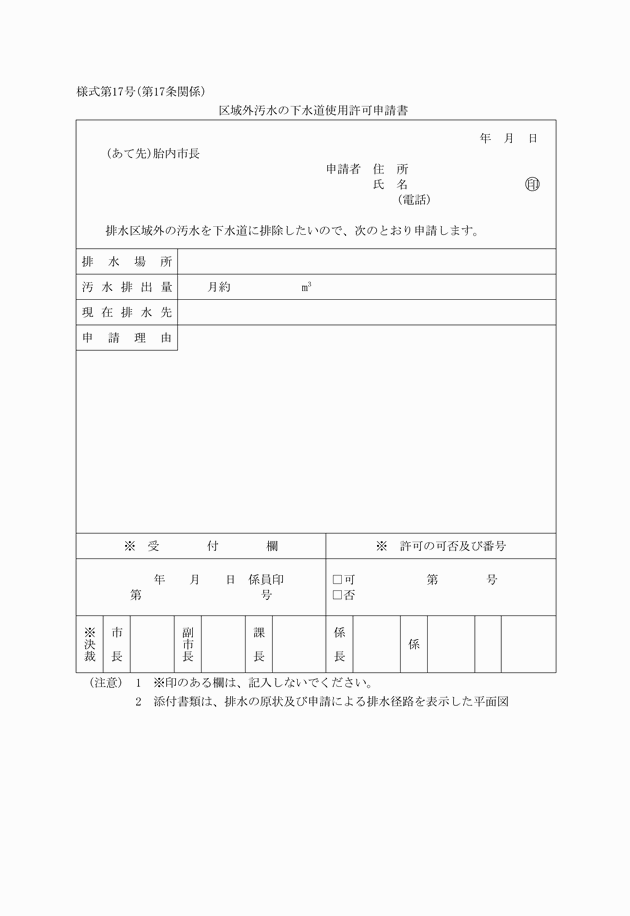 様式第17号(第17条関係)
区域外汚水の下水道使用許可申請書
年　月　日
(あて先)胎内市長
申請者　住　所
氏　名　㊞
(電話)
排水区域外の汚水を下水道に排除したいので、次のとおり申請します。
排水場所
汚水排出量　月約　m³
現在排水先
申請理由
※　受　付　欄　※　許可の可否及び番号
年　月　日　係員印　□可　第　号
第　号　□否
※決裁　市長　副市長　課長　係長　係
(注意)　1　※印のある欄は、記入しないでください。
2　添付書類は、排水の原状及び申請による排水径路を表示した平面図